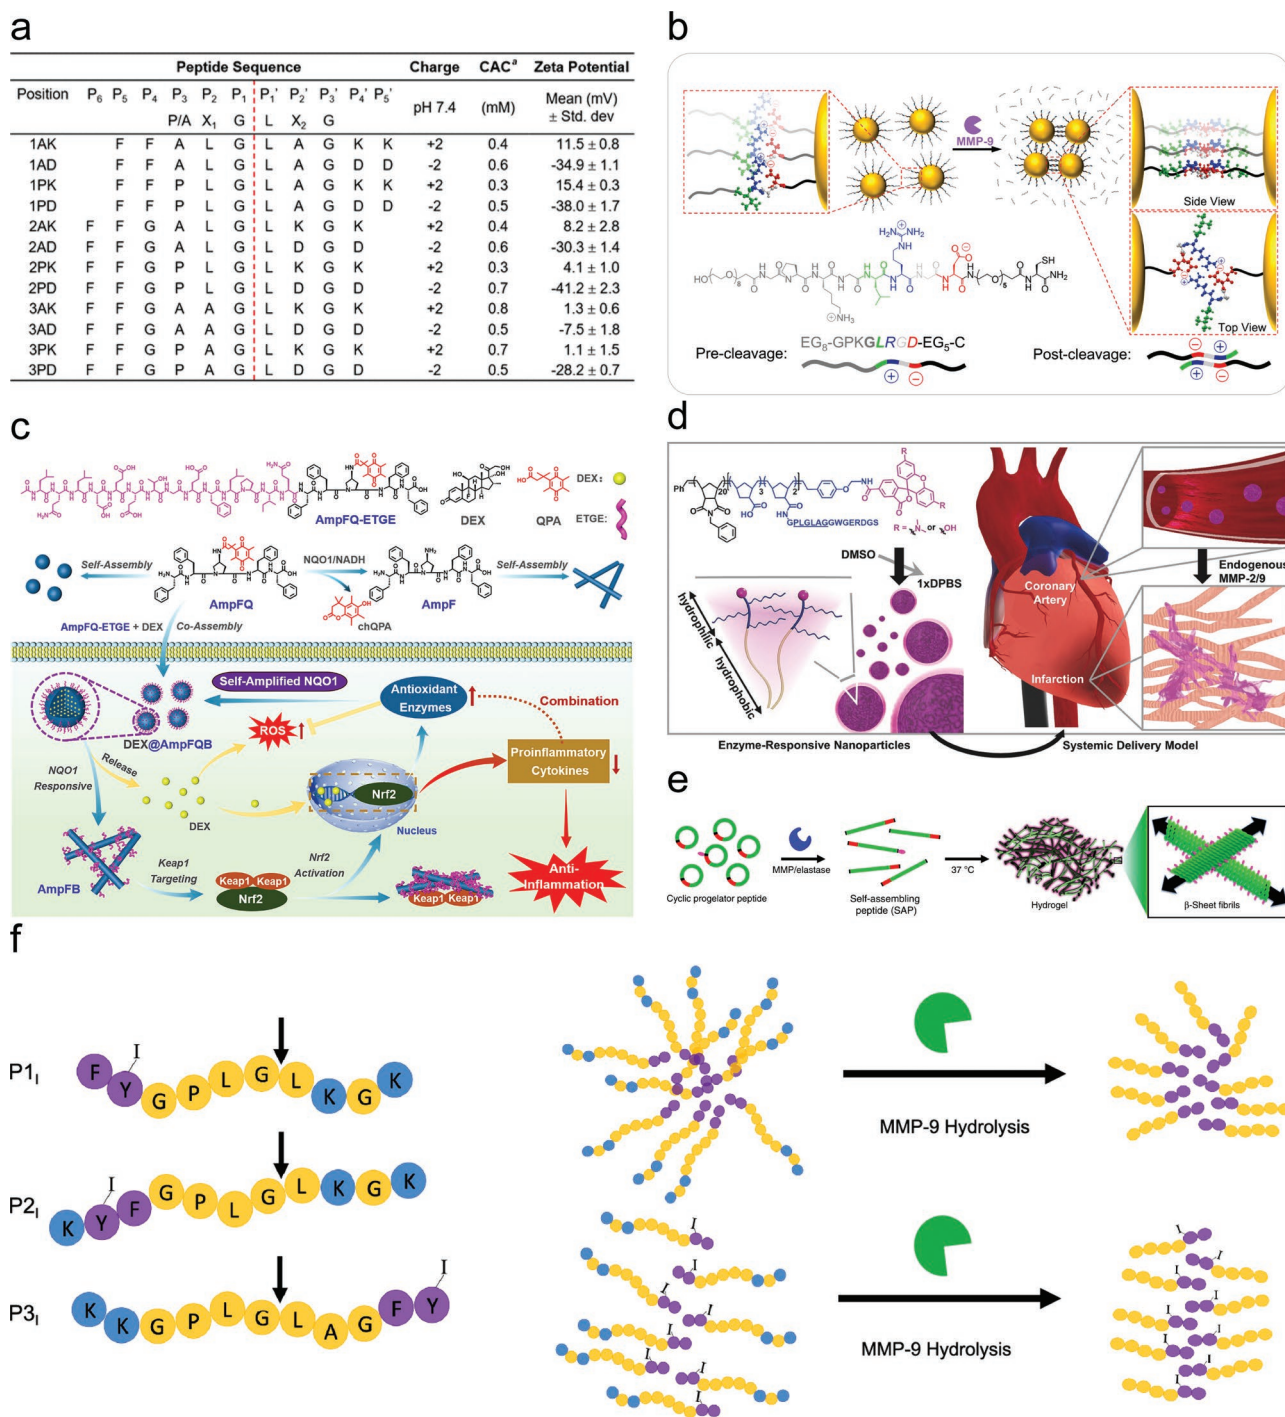 a
Peptide Sequence Charge CACa Zeta Potential
Position P6 P5 P4 P3 P2 P1 P1' P2' P3' P4' P5' pH 7.4 (mM) Mean (mV) ± Std. dev
P/A X1 G L X2 G
1AK F F A L G L A G K K +2 0.4 11.5 ± 0.8
1AD F F A L G L A G D D -2 0.6 -34.9 ± 1.1
1PK F F P L G L A G K K +2 0.3 15.4 ± 0.3
1PD F F P L G L A G D D -2 0.5 -38.0 ± 1.7
2AK F F G A L G L K G K +2 0.4 8.2 ± 2.8
2AD F F G A L G L D G D -2 0.6 -30.3 ± 1.4
2PK F F G P L G L K G K +2 0.3 4.1 ± 1.0
2PD F F G P L G L D G D -2 0.7 -41.2 ± 2.3
3AK F F G A A G L K G K +2 0.8 1.3 ± 0.6
3AD F F G A A G L D G D -2 0.5 -7.5 ± 1.8
3PK F F G P A G L K G K +2 0.7 1.1 ± 1.5
3PD F F G P A G L D G D -2 0.5 -28.2 ± 0.7
b
MMP-9
Side View
Top View
Pre-cleavage: EG8-GPKGLRGD-EG5-C
Post-cleavage:
c
AmpFQ-ETGE
DEX
QPA
DEX:
ETGE:
Self-Assembly
AmpFQ
NQO1/NADH
chQPA
AmpF
Self-Assembly
AmpFQ-ETGE + DEX
Co-Assembly
Self-Amplified NQO1
Antioxidant
Enzymes
Combination
ROS
DEX@AmpFQB
Proinflammatory
Cytokines
NQO1
Responsive
Release
DEX
Nrf2
Nucleus
AmpFB
Keap1
Targeting
Keap1 Keap1
Nrf2
Nrf2
Activation
Keap1 Keap1
Anti-
Inflammation
d
Ph
20
3
2
GPLGLAGGWGERDGS
R = or
DMSO
1xDPBS
hydrophilic
hydrophobic
Enzyme-Responsive Nanoparticles
Coronary
Artery
Infarction
Endogenous
MMP-2/9
Systemic Delivery Model
e
Cyclic progelator peptide
MMP/elastase
Self-assembling
peptide (SAP)
37 °C
Hydrogel
β-Sheet fibrils
f
P1I
I
F Y G P L G L K G K
MMP-9 Hydrolysis
P2I
I
K Y F G P L G L K G K
P3I
I
K K G P L G L A G F Y
MMP-9 Hydrolysis